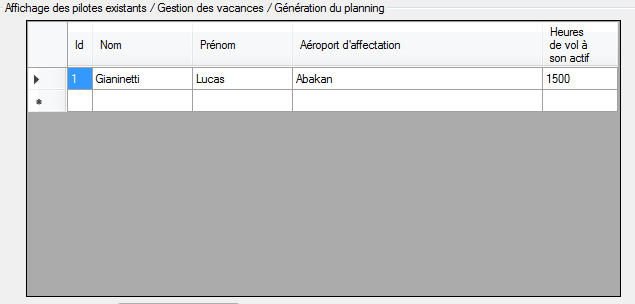 Affichage des pilotes existants / Gestion des vacances / Génération du planning
Id Nom Prénom Aéroport d'affectation Heures de vol à son actif
1 Gianinetti Lucas Abakan 1500